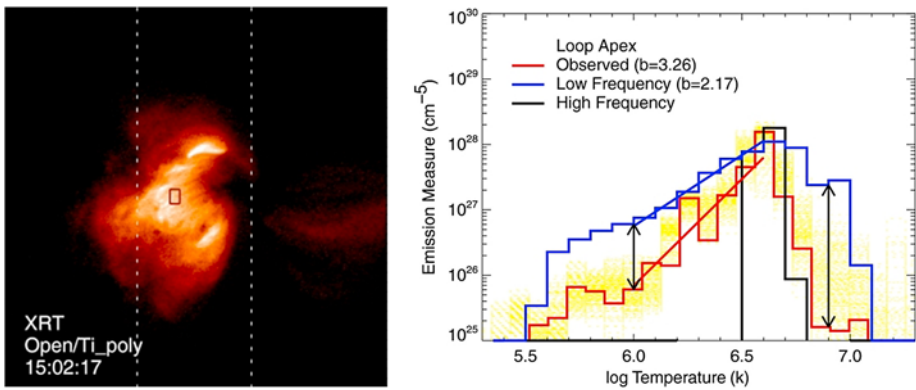 XRT
Open/Ti_poly
15:02:17
10^30
10^29
10^28
10^27
10^26
10^25
Emission Measure (cm^-5)
Loop Apex
Observed (b=3.26)
Low Frequency (b=2.17)
High Frequency
5.5 6.0 6.5 7.0
log Temperature (k)